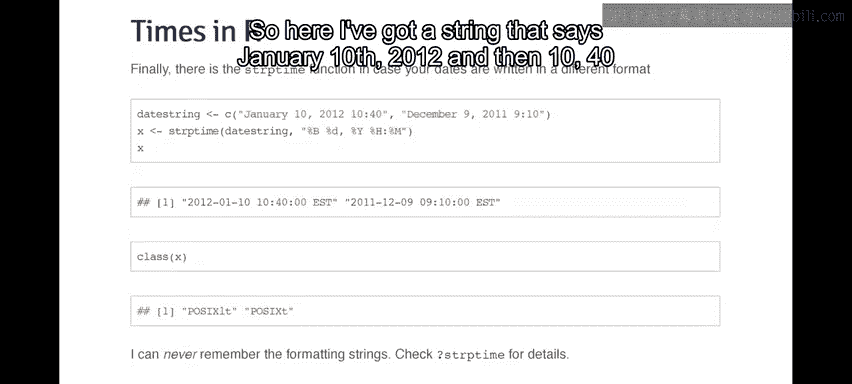 Times in R
So here I've got a string that says
January 10th, 2012 and then 10, 40
Finally, there is the strptime function in case your dates are written in a different format
datestring <- c("January 10, 2012 10:40", "December 9, 2011 9:10")
x <- strptime(datestring, "%B %d, %Y %H:%M")
x
## [1] "2012-01-10 10:40:00 EST" "2011-12-09 09:10:00 EST"
class(x)
## [1] "POSIXlt" "POSIXt"
I can never remember the formatting strings. Check ?strptime for details.